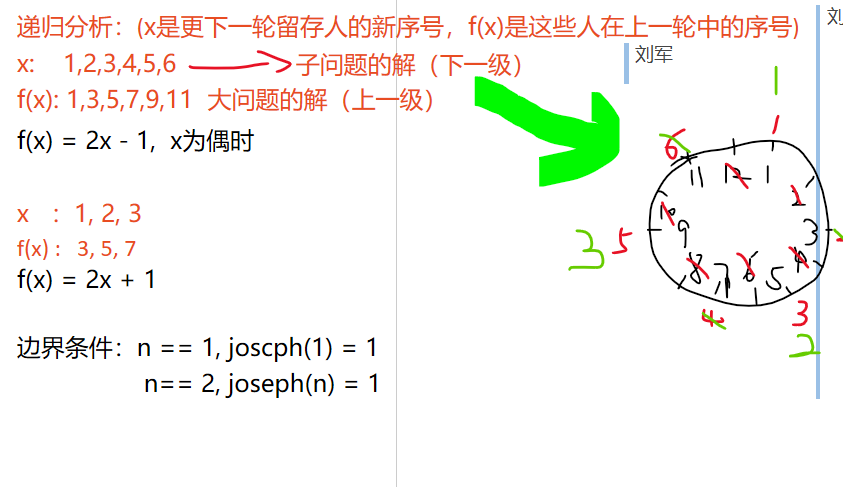 递归分析：(x是更下一轮留存人的新序号，f(x)是这些人在上一轮中的序号)
x: 1,2,3,4,5,6 子问题的解（下一级）
f(x): 1,3,5,7,9,11 大问题的解（上一级）
f(x) = 2x - 1, x为偶时
x : 1, 2, 3
f(x) : 3, 5, 7
f(x) = 2x + 1
边界条件：n == 1, joscph(1) = 1
n== 2, joseph(n) = 1
刘
刘军
1
6 1
11 12 1 2
10
3 5 9 3
8 7 6 5 4
4 3
2